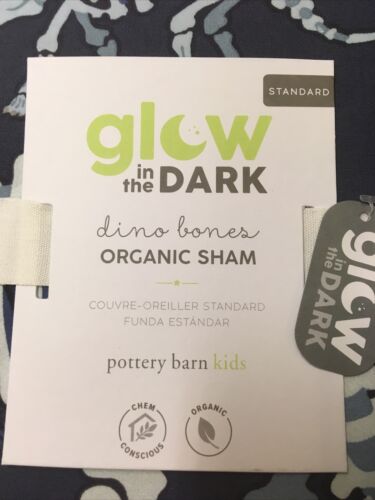 STANDARD
glow
in
the DARK
dino bones
ORGANIC SHAM
COUVRE-OREILLER STANDARD
FUNDA ESTÁNDAR
pottery barn kids
CHEM
CONSCIOUS
ORGANIC
glow
in
the DARK